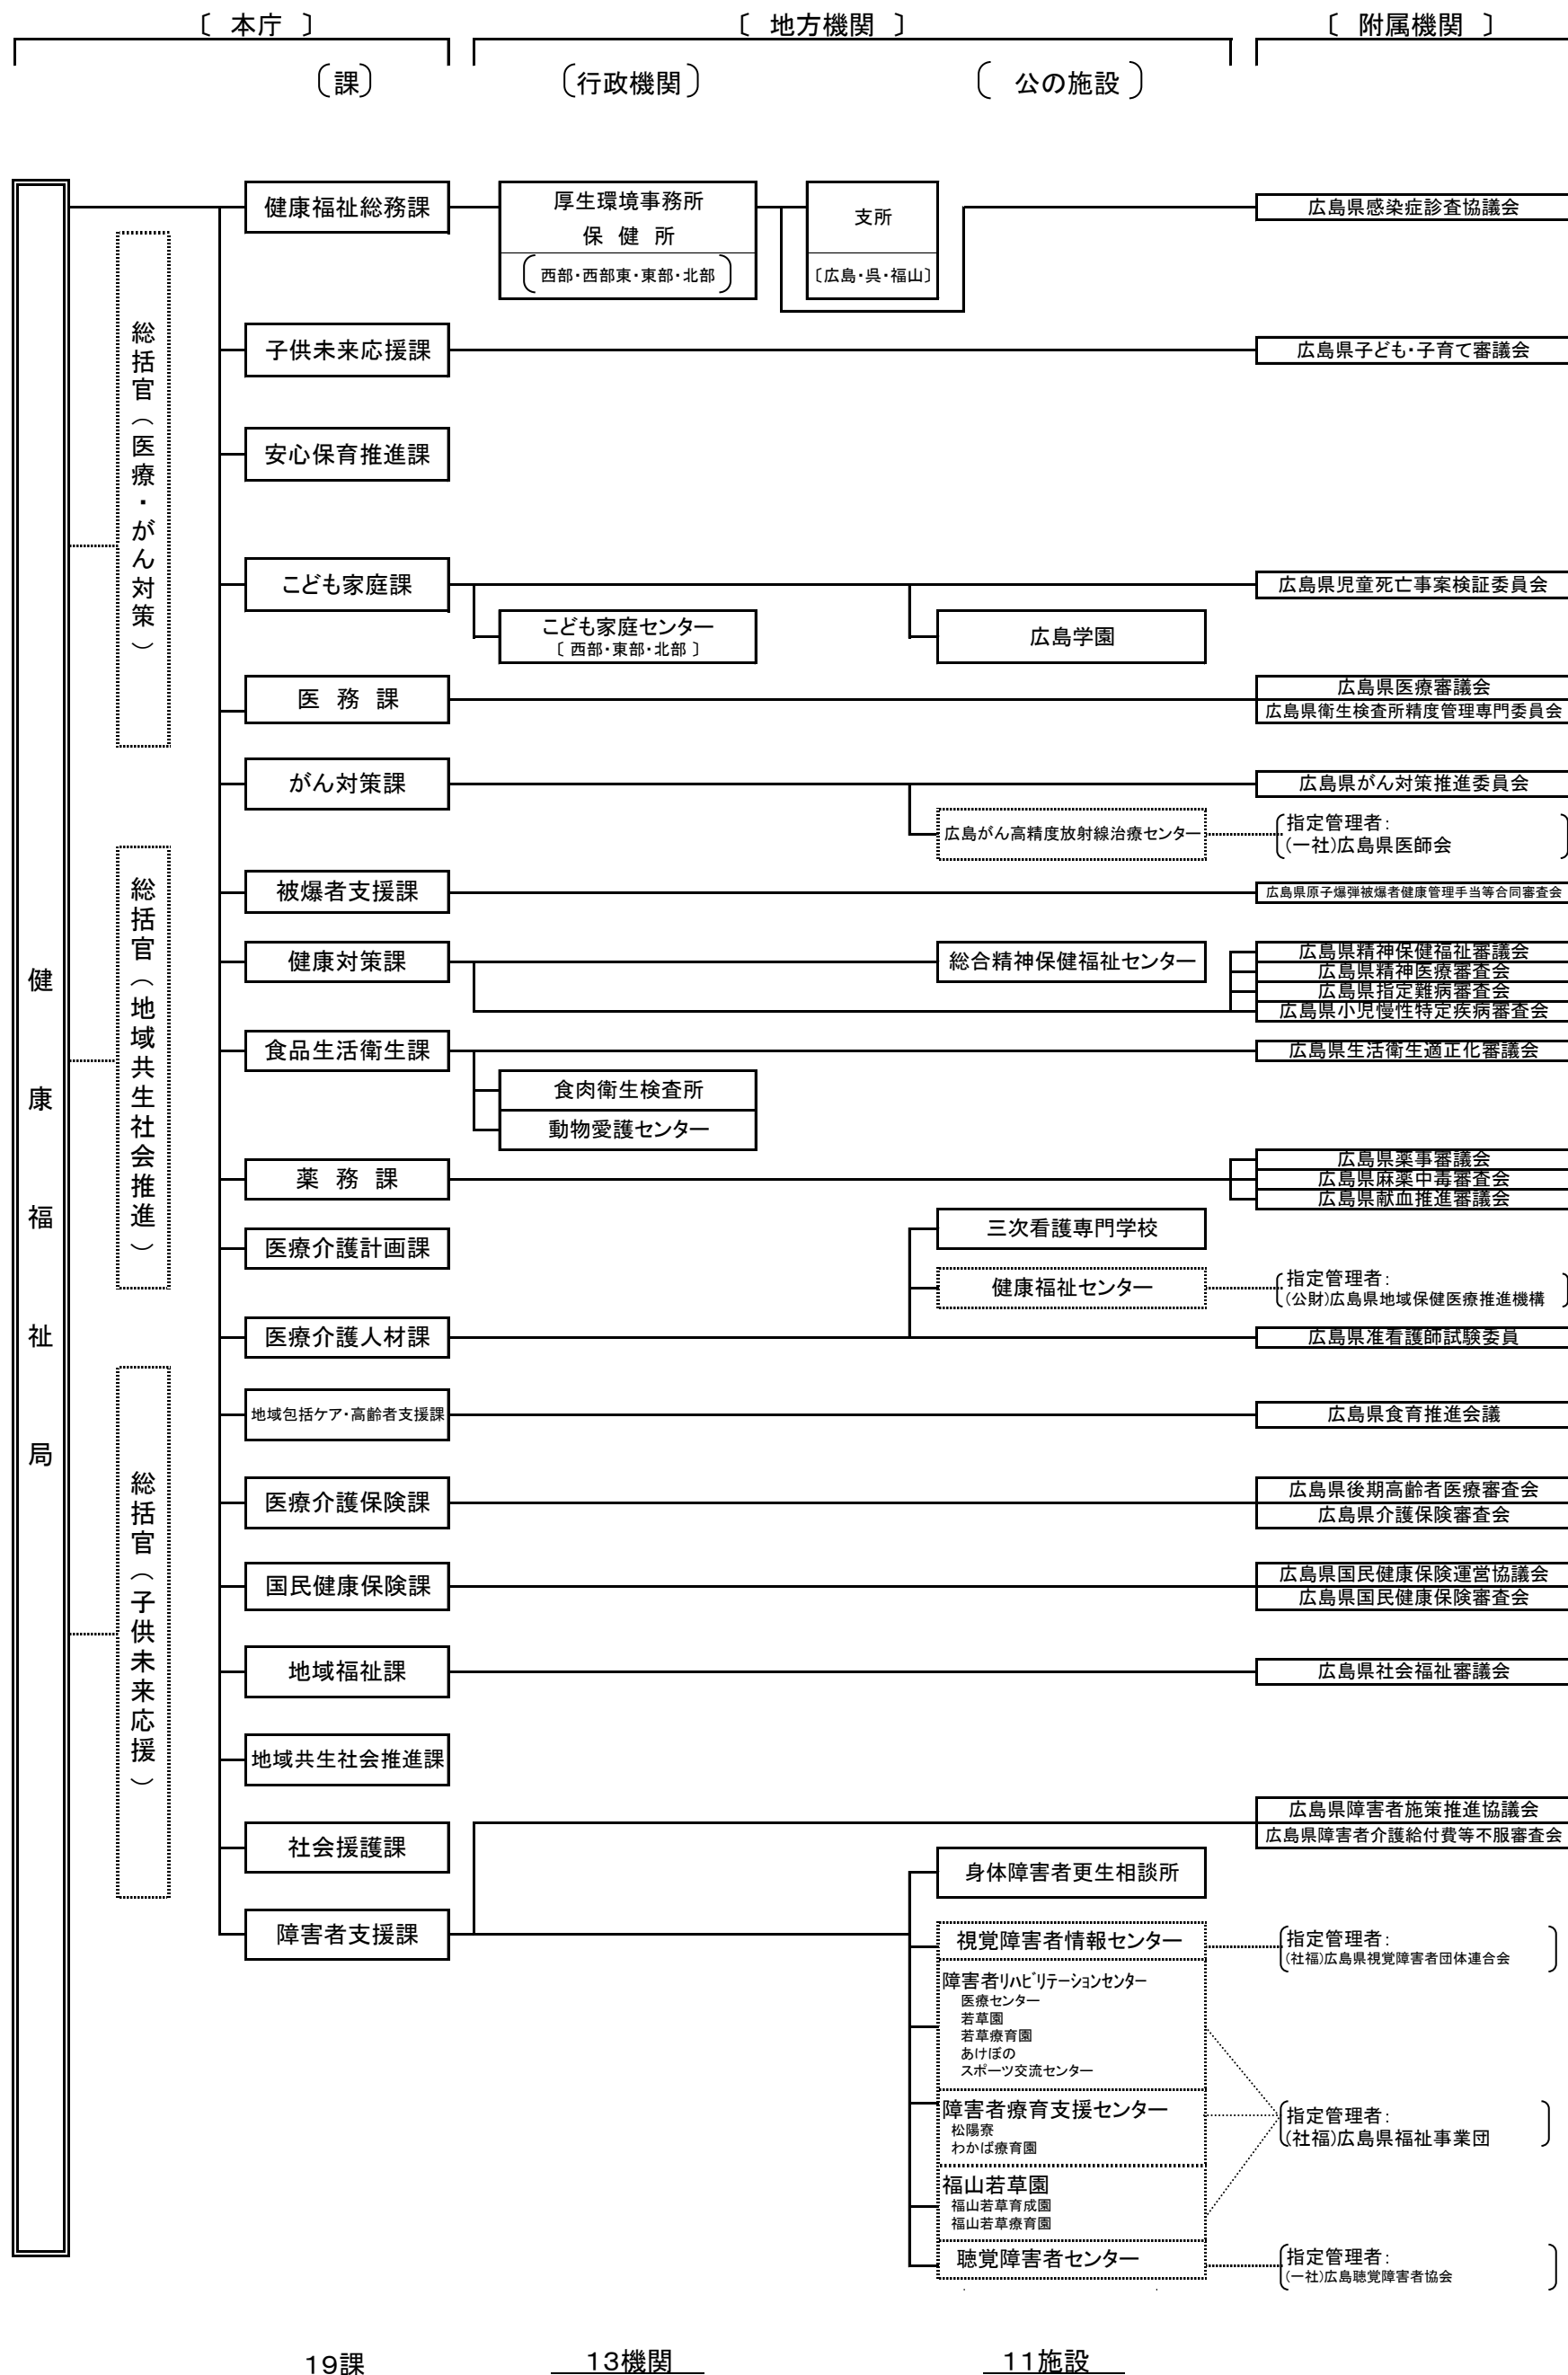 〔 本庁 〕
〔 地方機関 〕
〔 附属機関 〕
(課)
(行政機関)
( 公の施設 )
健康福祉局
総括官(医療・がん対策)
総括官(地域共生社会推進)
総括官(子供未来応援)
健康福祉総務課
厚生環境事務所
保 健 所
(西部・西部東・東部・北部)
支所
〔広島・呉・福山〕
広島県感染症診査協議会
子供未来応援課
広島県子ども・子育て審議会
安心保育推進課
こども家庭課
広島県児童死亡事案検証委員会
こども家庭センター
〔 西部・東部・北部 〕
広島学園
医 務 課
広島県医療審議会
広島県衛生検査所精度管理専門委員会
がん対策課
広島県がん対策推進委員会
広島がん高精度放射線治療センター
指定管理者:
(一社)広島県医師会
被爆者支援課
広島県原子爆弾被爆者健康管理手当等合同審査会
健康対策課
総合精神保健福祉センター
広島県精神保健福祉審議会
広島県精神医療審査会
広島県指定難病審査会
広島県小児慢性特定疾病審査会
食品生活衛生課
広島県生活衛生適正化審議会
食肉衛生検査所
動物愛護センター
薬 務 課
広島県薬事審議会
広島県麻薬中毒審査会
広島県献血推進審議会
三次看護専門学校
医療介護計画課
健康福祉センター
指定管理者:
(公財)広島県地域保健医療推進機構
医療介護人材課
広島県准看護師試験委員
地域包括ケア・高齢者支援課
広島県食育推進会議
医療介護保険課
広島県後期高齢者医療審査会
広島県介護保険審査会
国民健康保険課
広島県国民健康保険運営協議会
広島県国民健康保険審査会
地域福祉課
広島県社会福祉審議会
地域共生社会推進課
広島県障害者施策推進協議会
広島県障害者介護給付費等不服審査会
社会援護課
身体障害者更生相談所
障害者支援課
視覚障害者情報センター
指定管理者:
(社福)広島県視覚障害者団体連合会
障害者ﾘﾊﾋﾞﾘテーションセンター
医療センター
若草園
若草療育園
あけぼの
スポーツ交流センター
障害者療育支援センター
松陽寮
わかば療育園
指定管理者:
(社福)広島県福祉事業団
福山若草園
福山若草育成園
福山若草療育園
聴覚障害者センター
指定管理者:
(一社)広島聴覚障害者協会
19課
13機関
11施設